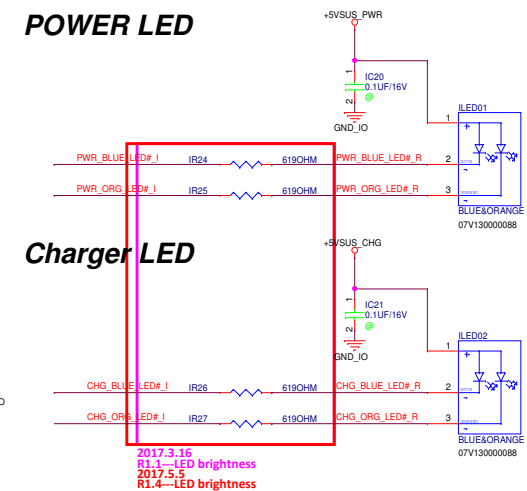 POWER LED
+5VSUS_PWR
1
IC20
0.1UF/16V
@
2
GND_IO
ILED01
1
+
PWR_BLUE_LED#_I
IR24
619OHM
PWR_BLUE_LED#_R
2
PWR_ORG_LED#_I
IR25
619OHM
PWR_ORG_LED#_R
3
-
BLUE&ORANGE
07V130000088
Charger LED
+5VSUS_CHG
1
IC21
0.1UF/16V
@
2
GND_IO
ILED02
1
+
CHG_BLUE_LED#_I
IR26
619OHM
CHG_BLUE_LED#_R
2
O
CHG_ORG_LED#_I
IR27
619OHM
CHG_ORG_LED#_R
3
-
BLUE&ORANGE
07V130000088
2017.3.16
R1.1---LED brightness
2017.5.5
R1.4---LED brightness